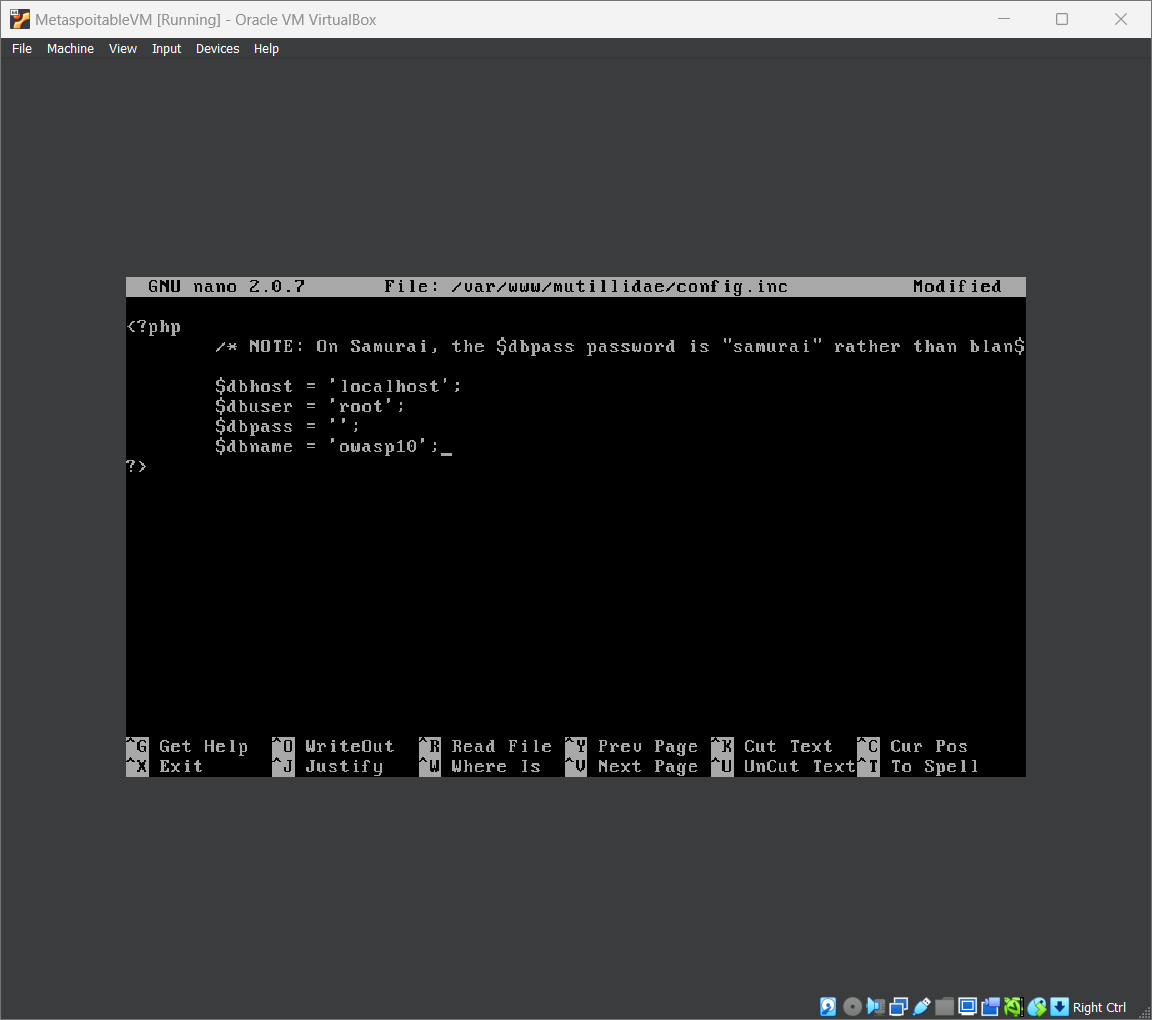 MetaspoitableVM [Running] - Oracle VM VirtualBox
File Machine View Input Devices Help
GNU nano 2.0.7 File: /var/www/mutillidae/config.inc Modified
<?php
/* NOTE: On Samurai, the $dbpass password is "samurai" rather than blan$
$dbhost = 'localhost';
$dbuser = 'root';
$dbpass = '';
$dbname = 'owasp10';_
?>
^G Get Help ^O WriteOut ^R Read File ^Y Prev Page ^K Cut Text ^C Cur Pos
^X Exit ^J Justify ^W Where Is ^V Next Page ^U UnCut Text ^T To Spell
Right Ctrl